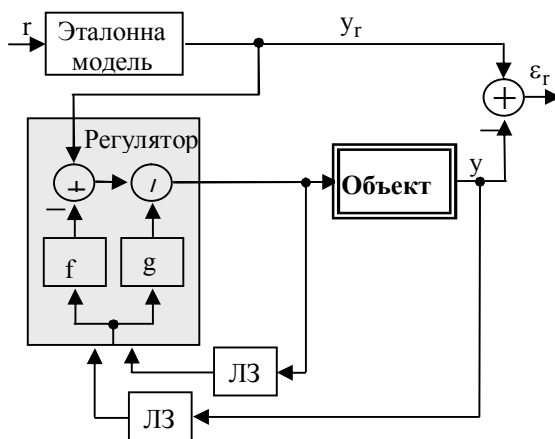 r
Эталонна
модель
yᵣ
εᵣ
+
−
Регулятор
+
/
−
f
g
Объект
y
ЛЗ
ЛЗ